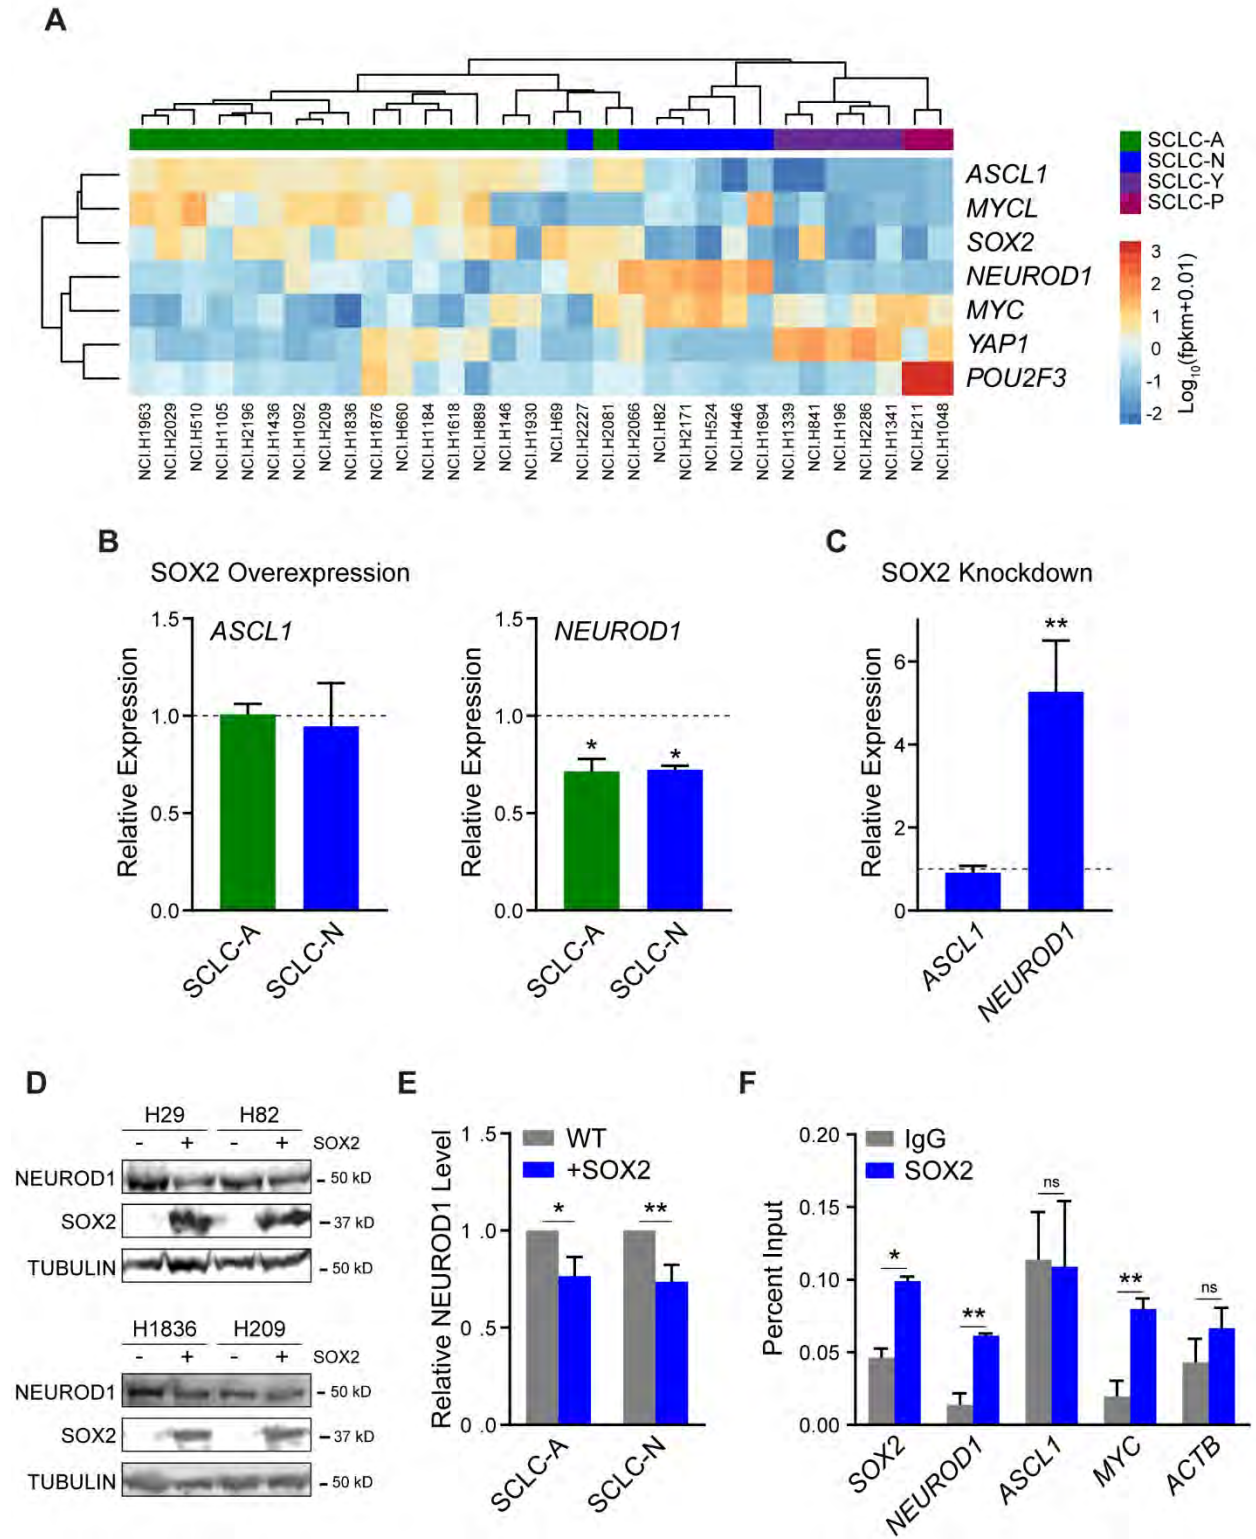 A
SCLC-A
SCLC-N
SCLC-Y
SCLC-P
ASCL1
MYCL
SOX2
NEUROD1
MYC
YAP1
POU2F3
3
2
1
0
-1
-2
Log10(fpkm+0.01)
NCI.H1963
NCI.H2029
NCI.H510
NCI.H1105
NCI.H2196
NCI.H1436
NCI.H1092
NCI.H209
NCI.H1836
NCI.H1876
NCI.H660
NCI.H1184
NCI.H1618
NCI.H889
NCI.H146
NCI.H1930
NCI.H69
NCI.H2227
NCI.H2081
NCI.H2066
NCI.H82
NCI.H2171
NCI.H524
NCI.H446
NCI.H1694
NCI.H1339
NCI.H841
NCI.H196
NCI.H2286
NCI.H1341
NCI.H211
NCI.H1048
B
SOX2 Overexpression
Relative Expression
1.5
1.0
0.5
0.0
ASCL1
SCLC-A
SCLC-N
Relative Expression
1.5
1.0
0.5
0.0
NEUROD1
*
*
SCLC-A
SCLC-N
C
SOX2 Knockdown
Relative Expression
6
4
2
0
**
ASCL1
NEUROD1
D
H29 H82
- + - + SOX2
NEUROD1 - 50 kD
SOX2 - 37 kD
TUBULIN - 50 kD
H1836 H209
- + - + SOX2
NEUROD1 - 50 kD
SOX2 - 37 kD
TUBULIN - 50 kD
E
Relative NEUROD1 Level
1.5
1.0
0.5
0.0
WT
+SOX2
*
**
SCLC-A
SCLC-N
F
Percent Input
0.20
0.15
0.10
0.05
0.00
IgG
SOX2
*
**
ns
**
ns
SOX2
NEUROD1
ASCL1
MYC
ACTB